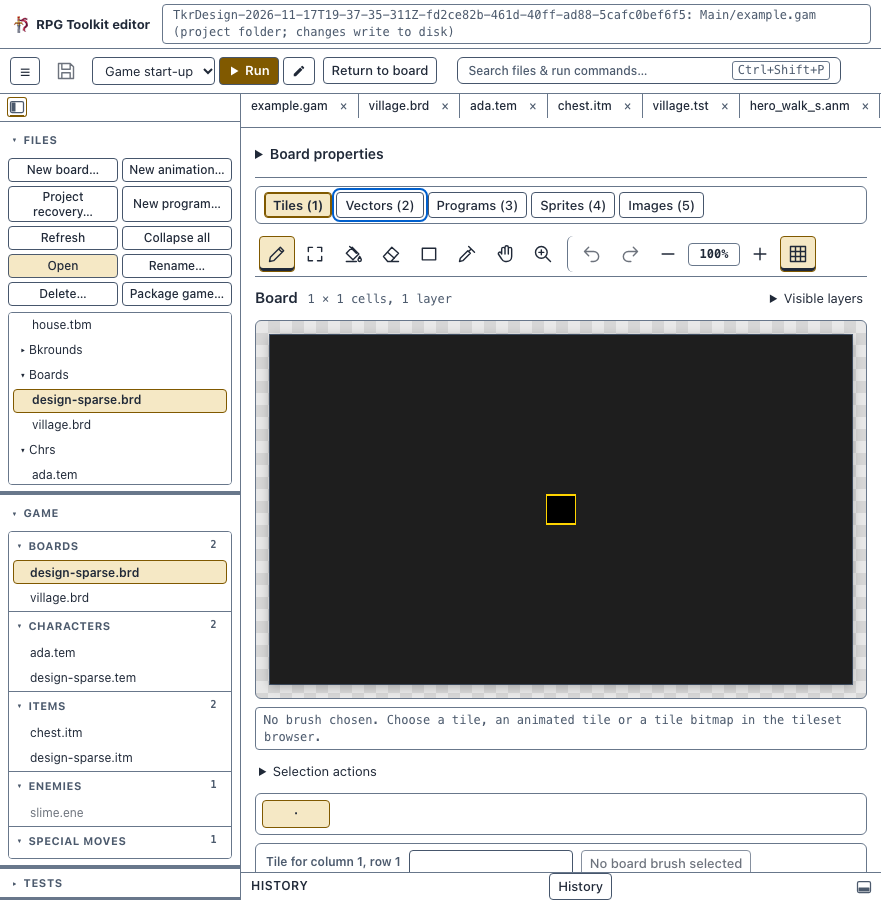 RPG Toolkit editor
TkrDesign-2026-11-17T19-37-35-311Z-fd2ce82b-461d-40ff-ad88-5cafc0bef6f5: Main/example.gam
(project folder; changes write to disk)
Game start-up
Run
Return to board
Search files & run commands...
Ctrl+Shift+P
example.gam ×
village.brd ×
ada.tem ×
chest.itm ×
village.tst ×
hero_walk_s.anm ×
FILES
New board...
New animation...
Project
recovery...
New program...
Refresh
Collapse all
Open
Rename...
Delete...
Package game...
house.tbm
Bkrounds
Boards
design-sparse.brd
village.brd
Chrs
ada.tem
GAME
BOARDS 2
design-sparse.brd
village.brd
CHARACTERS 2
ada.tem
design-sparse.tem
ITEMS 2
chest.itm
design-sparse.itm
ENEMIES 1
slime.ene
SPECIAL MOVES 1
TESTS
Board properties
Tiles (1)
Vectors (2)
Programs (3)
Sprites (4)
Images (5)
100%
Board 1 × 1 cells, 1 layer
Visible layers
No brush chosen. Choose a tile, an animated tile or a tile bitmap in the tileset
browser.
Selection actions
·
Tile for column 1, row 1
No board brush selected
HISTORY
History